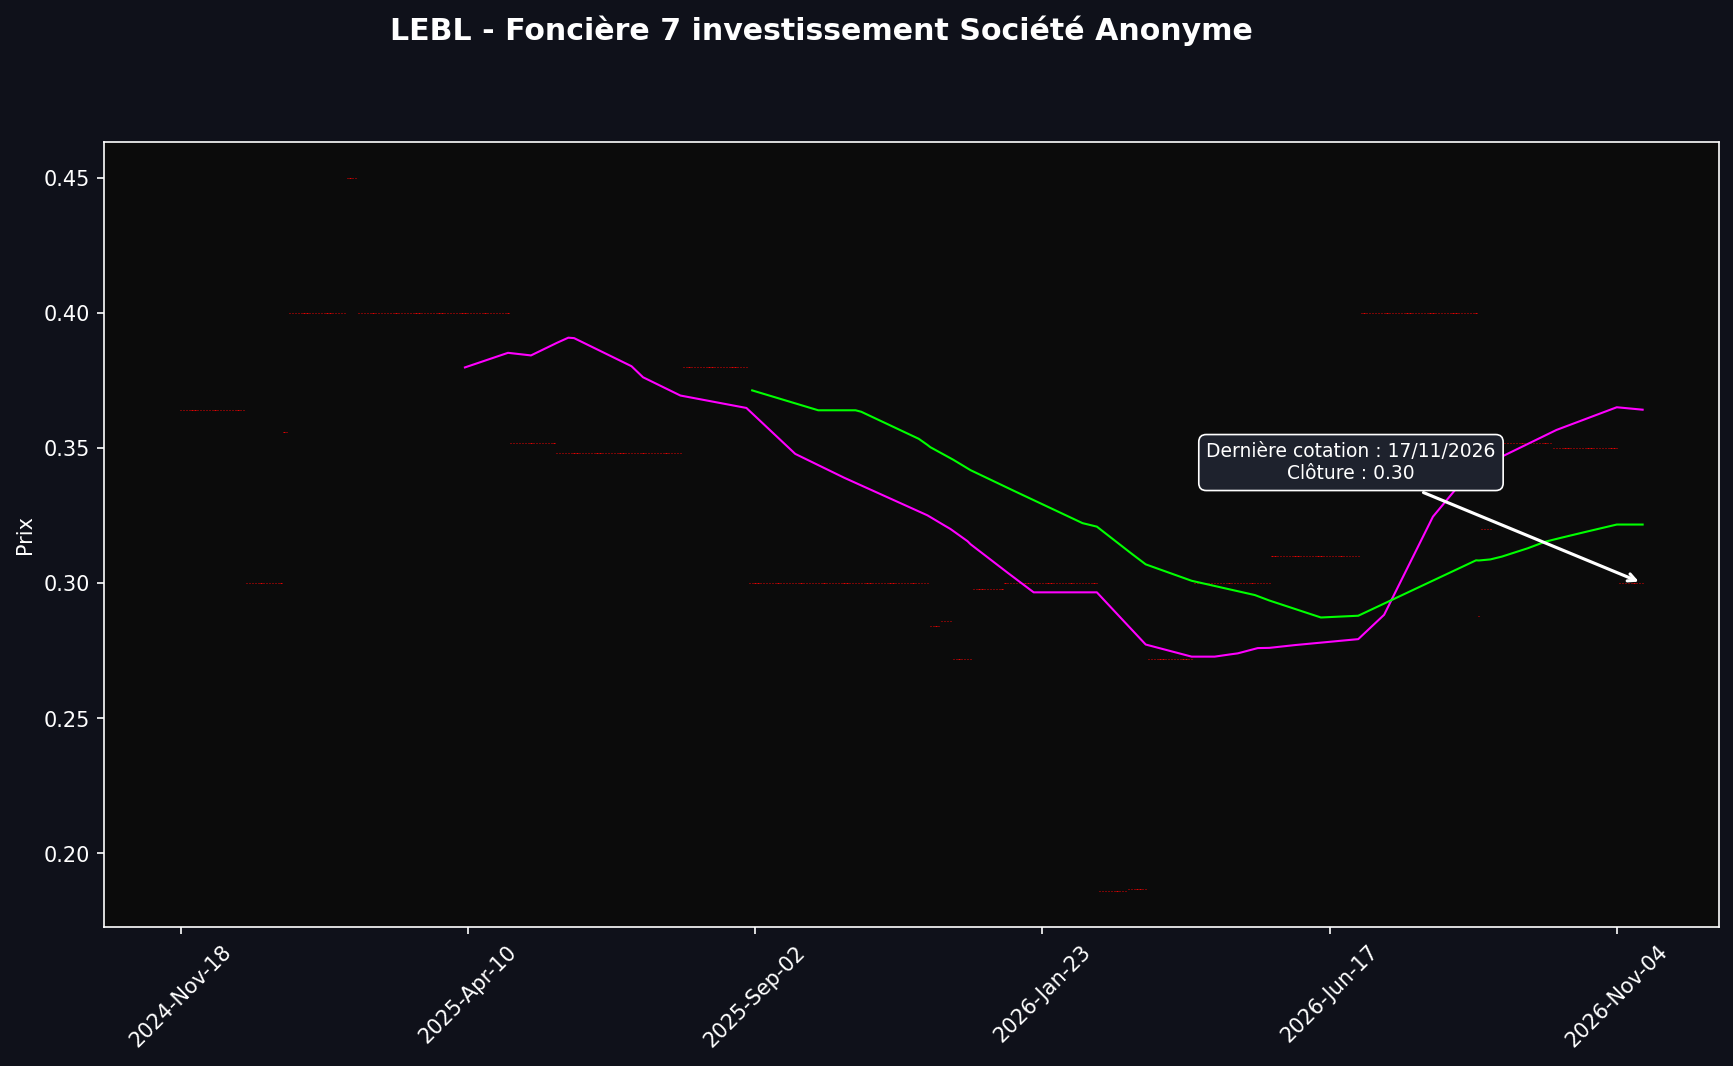 LEBL - Foncière 7 investissement Société Anonyme
0.45
0.40
0.35
0.30
0.25
0.20
Prix
Dernière cotation : 17/11/2026
Clôture : 0.30
2024-Nov-18
2025-Apr-10
2025-Sep-02
2026-Jan-23
2026-Jun-17
2026-Nov-04